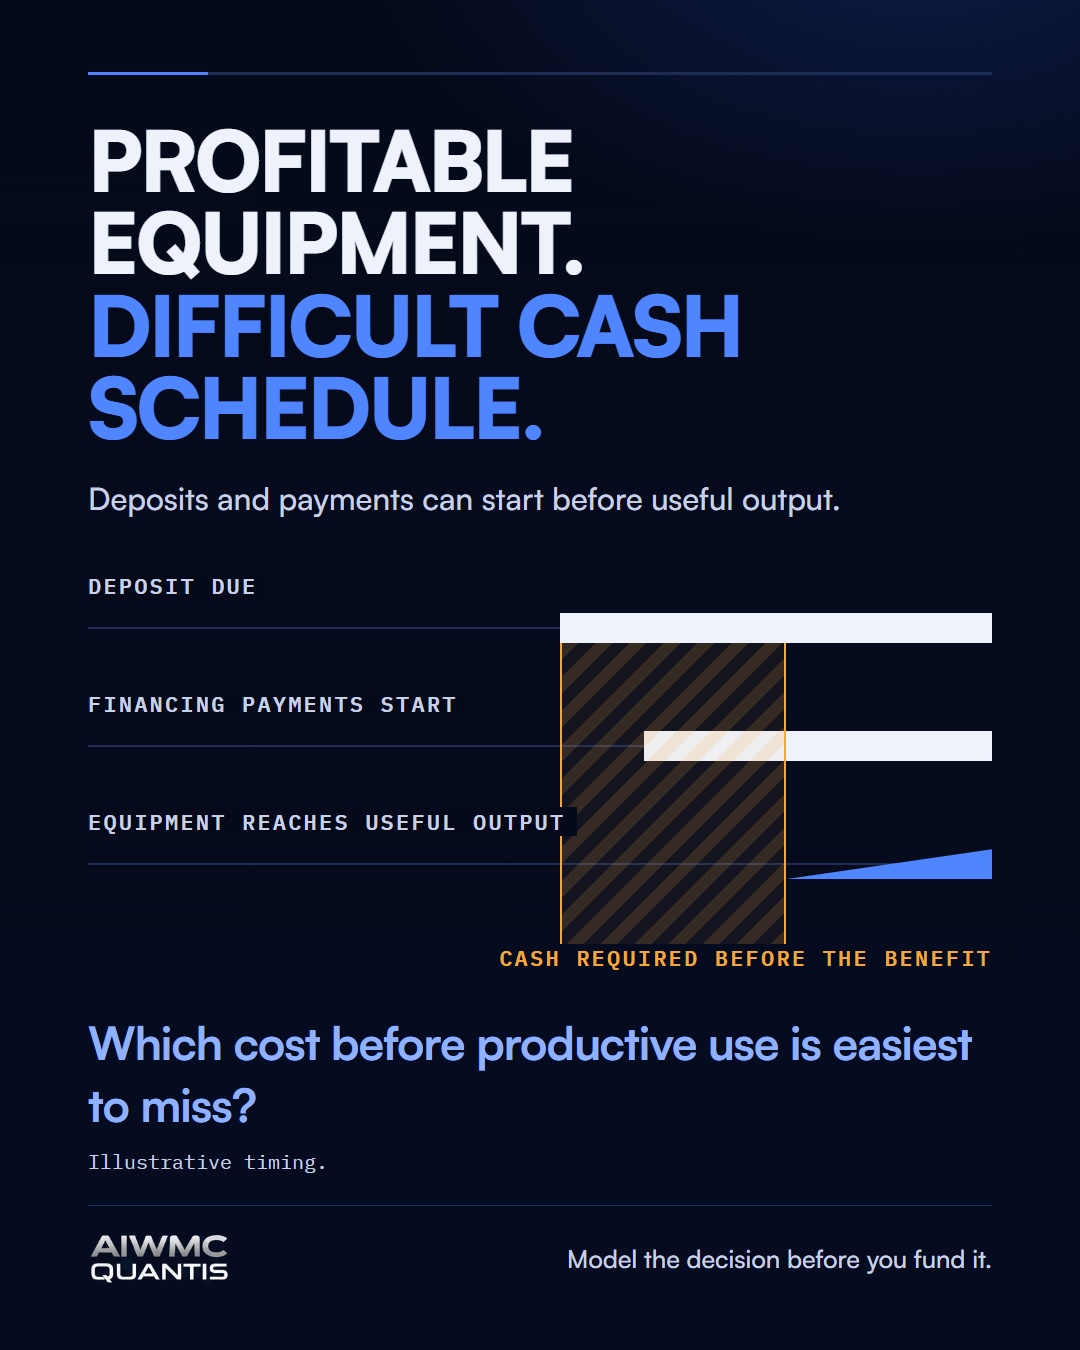 PROFITABLE
EQUIPMENT.
DIFFICULT CASH
SCHEDULE.
Deposits and payments can start before useful output.
DEPOSIT DUE
FINANCING PAYMENTS START
EQUIPMENT REACHES USEFUL OUTPUT
CASH REQUIRED BEFORE THE BENEFIT
Which cost before productive use is easiest
to miss?
Illustrative timing.
AIWMC
QUANTIS
Model the decision before you fund it.